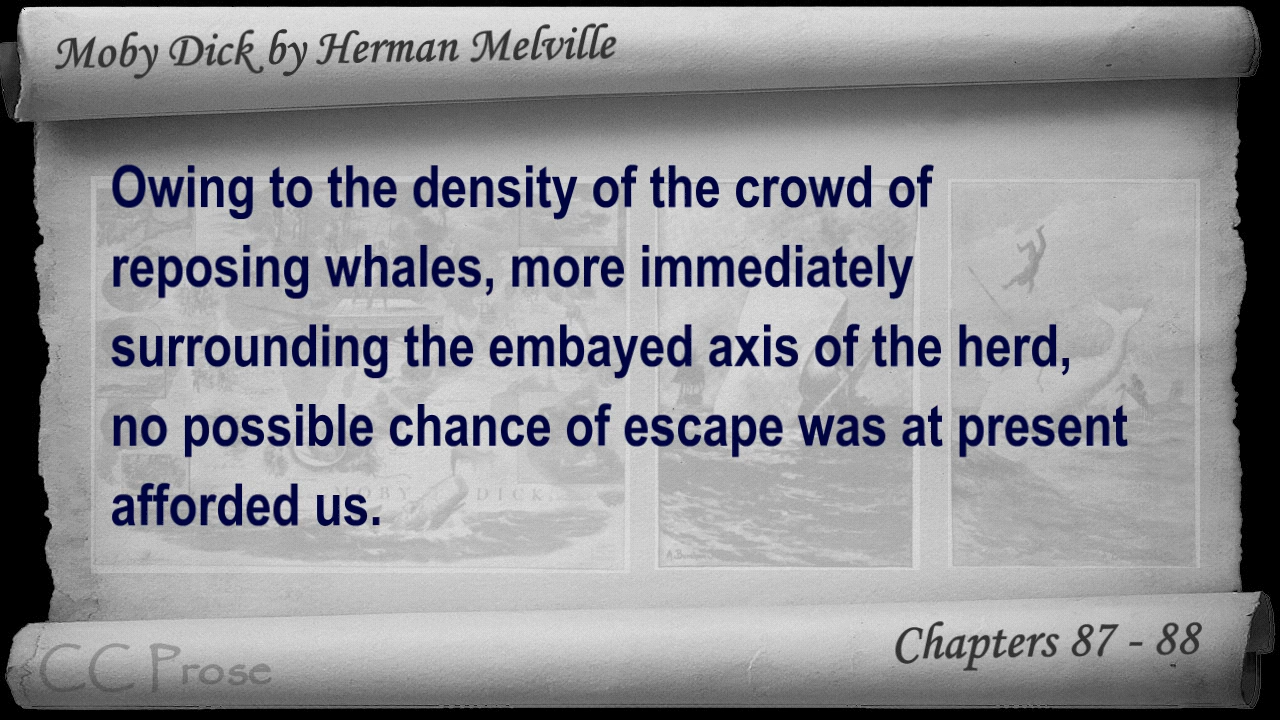 Moby Dick by Herman Melville
Owing to the density of the crowd of
reposing whales, more immediately
surrounding the embayed axis of the herd,
no possible chance of escape was at present
afforded us.
MOBY DICK
Chapters 87 - 88
CC Prose